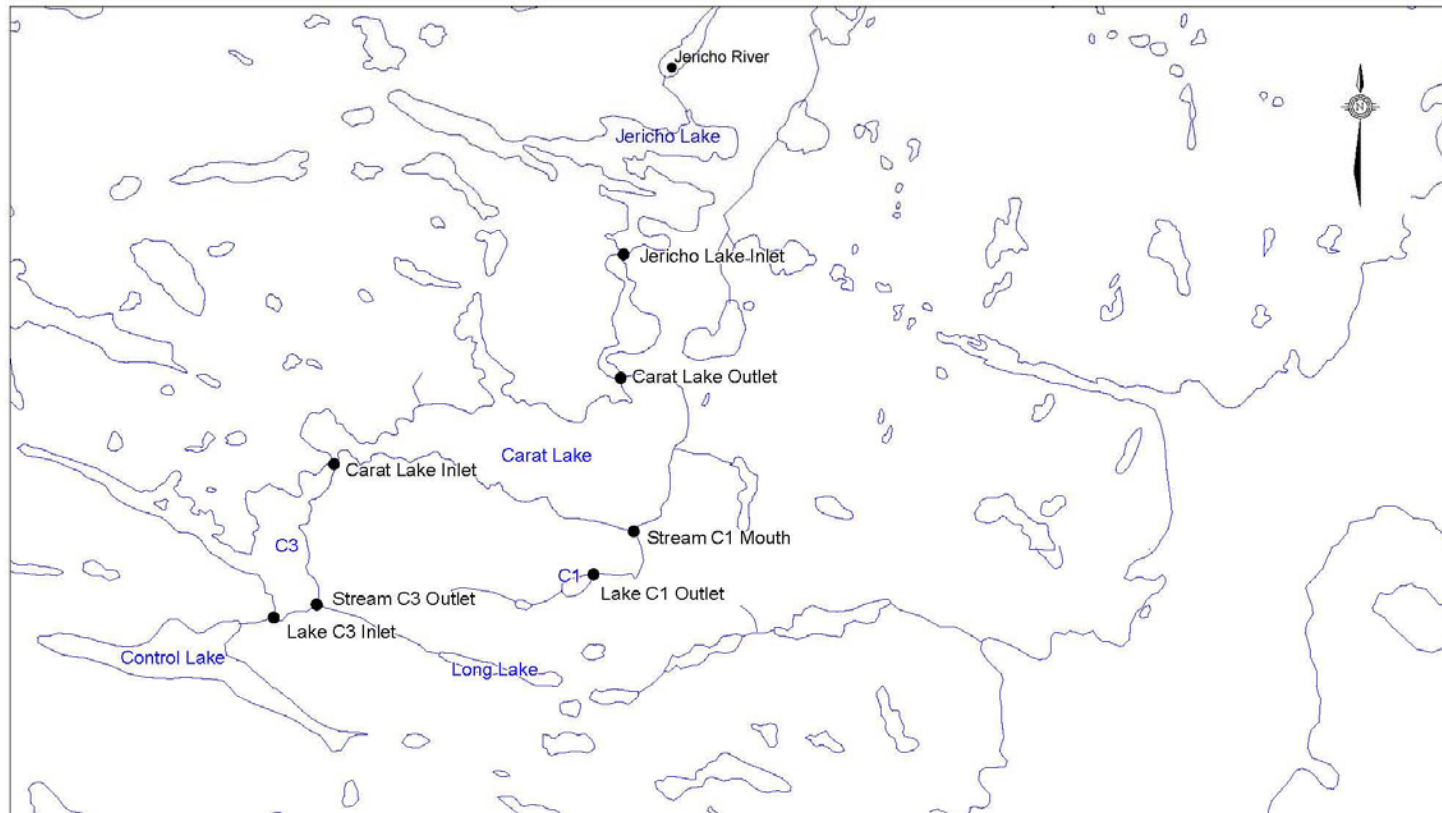 Jericho River
Jericho Lake
N
Jericho Lake Inlet
Carat Lake Outlet
Carat Lake
Carat Lake Inlet
Stream C1 Mouth
C3
C1
Lake C1 Outlet
Stream C3 Outlet
Lake C3 Inlet
Control Lake
Long Lake